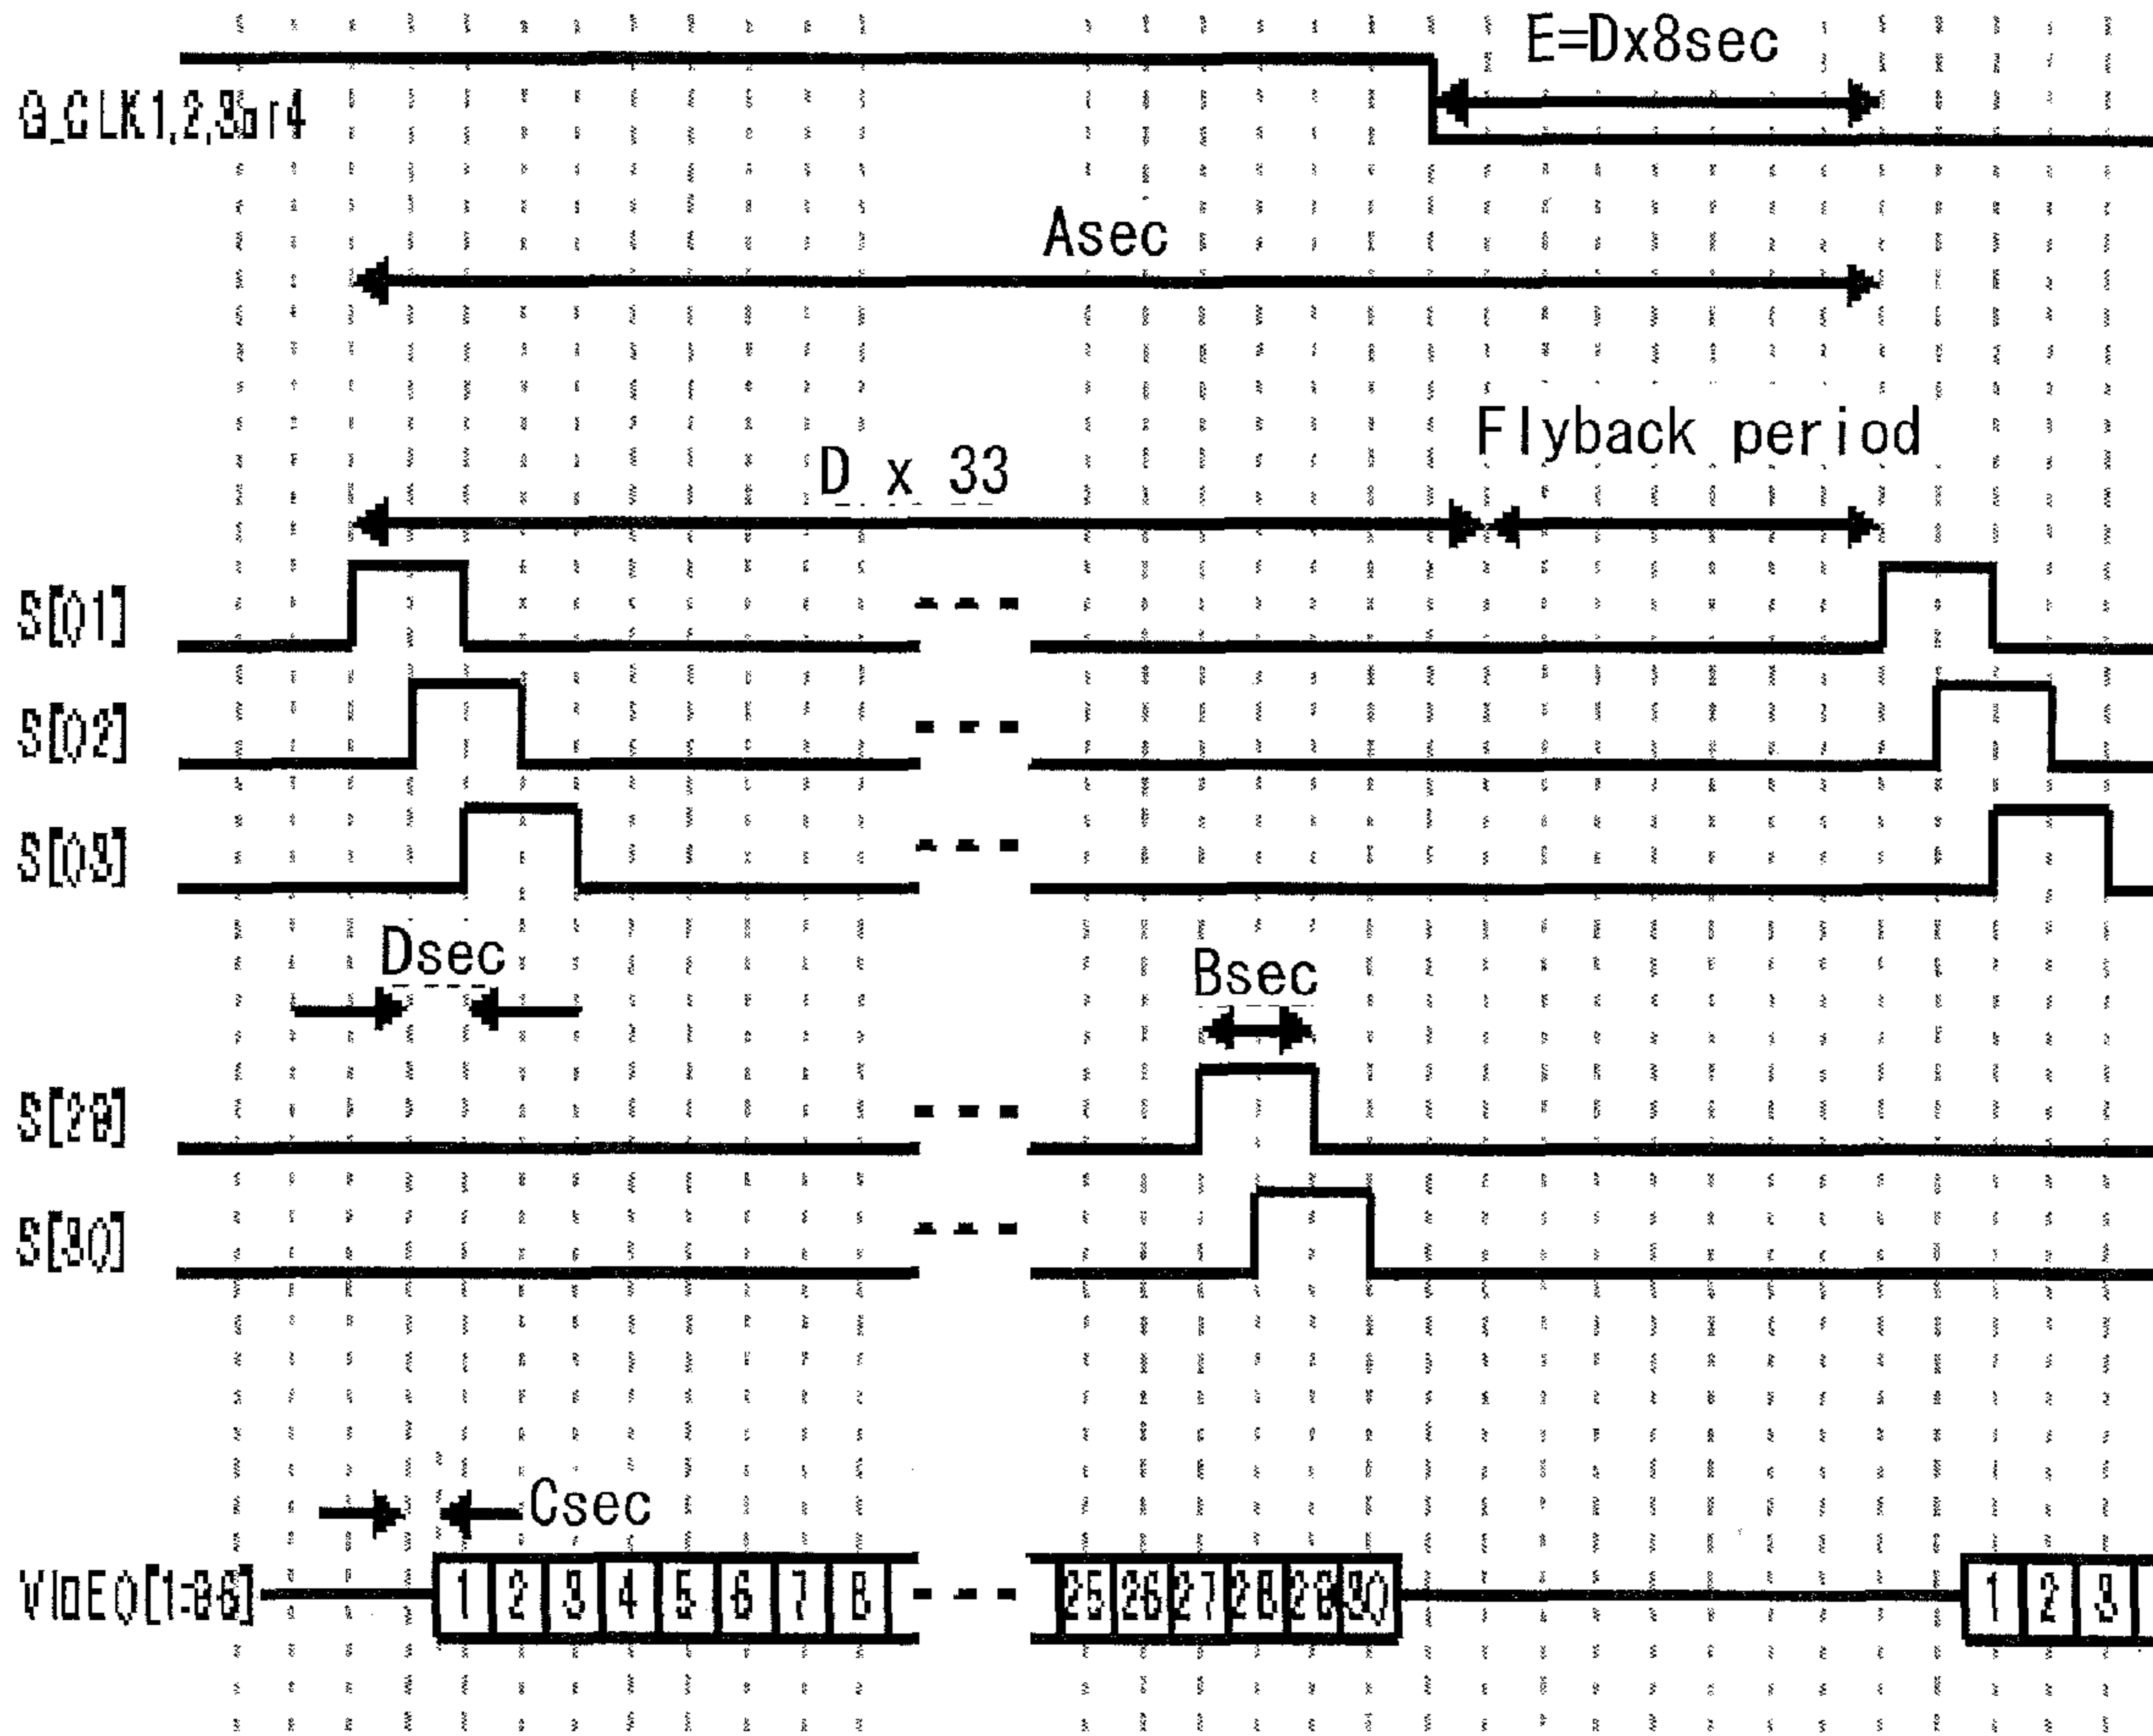 E=Dx8sec
G_CLK1,2,3or4
Asec
Flyback period
D x 33
S[01]
S[02]
S[03]
Dsec
Bsec
S[29]
S[30]
Csec
VIDEO[1:96]
1 2 3 4 5 6 7 8 25 26 27 28 29 30 1 2 3